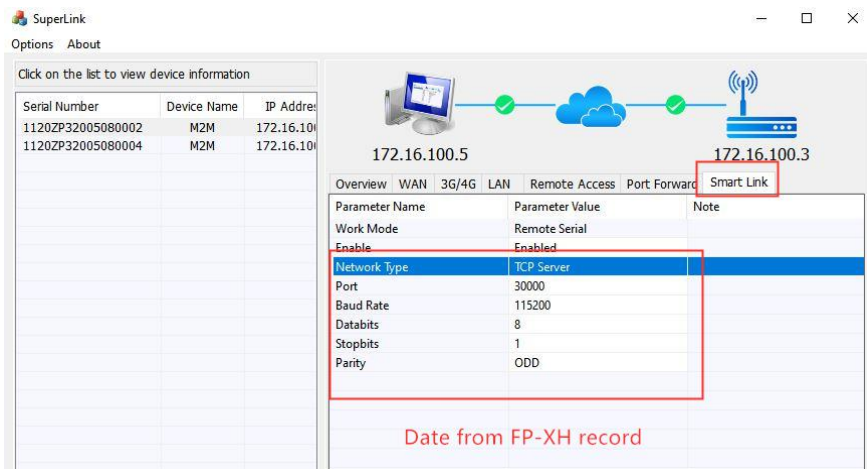 SuperLink
Options About
Click on the list to view device information
Serial Number Device Name IP Addres
1120ZP32005080002 M2M 172.16.10
1120ZP32005080004 M2M 172.16.10
172.16.100.5 172.16.100.3
Overview WAN 3G/4G LAN Remote Access Port Forward Smart Link
Parameter Name Parameter Value Note
Work Mode Remote Serial
Enable Enabled
Network Type TCP Server
Port 30000
Baud Rate 115200
Databits 8
Stopbits 1
Parity ODD
Date from FP-XH record